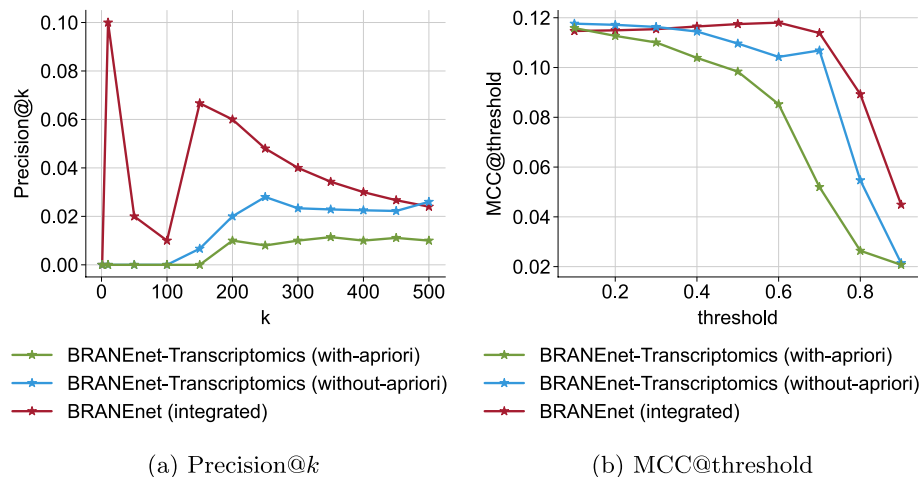 0.10
0.08
0.06
0.04
0.02
0.00
Precision@k
0
100
200
300
400
500
k
BRANEnet-Transcriptomics (with-apriori)
BRANEnet-Transcriptomics (without-apriori)
BRANEnet (integrated)
(a) Precision@k
0.12
0.10
0.08
0.06
0.04
0.02
MCC@threshold
0.2
0.4
0.6
0.8
threshold
BRANEnet-Transcriptomics (with-apriori)
BRANEnet-Transcriptomics (without-apriori)
BRANEnet (integrated)
(b) MCC@threshold